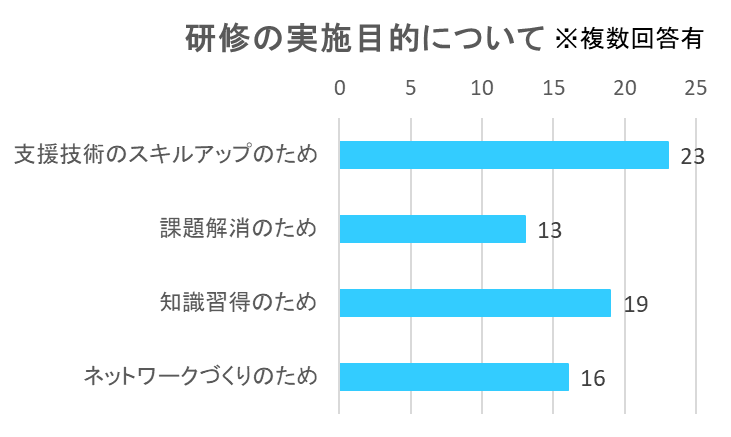 研修の実施目的について ※複数回答有
0 5 10 15 20 25
支援技術のスキルアップのため 23
課題解消のため 13
知識習得のため 19
ネットワークづくりのため 16